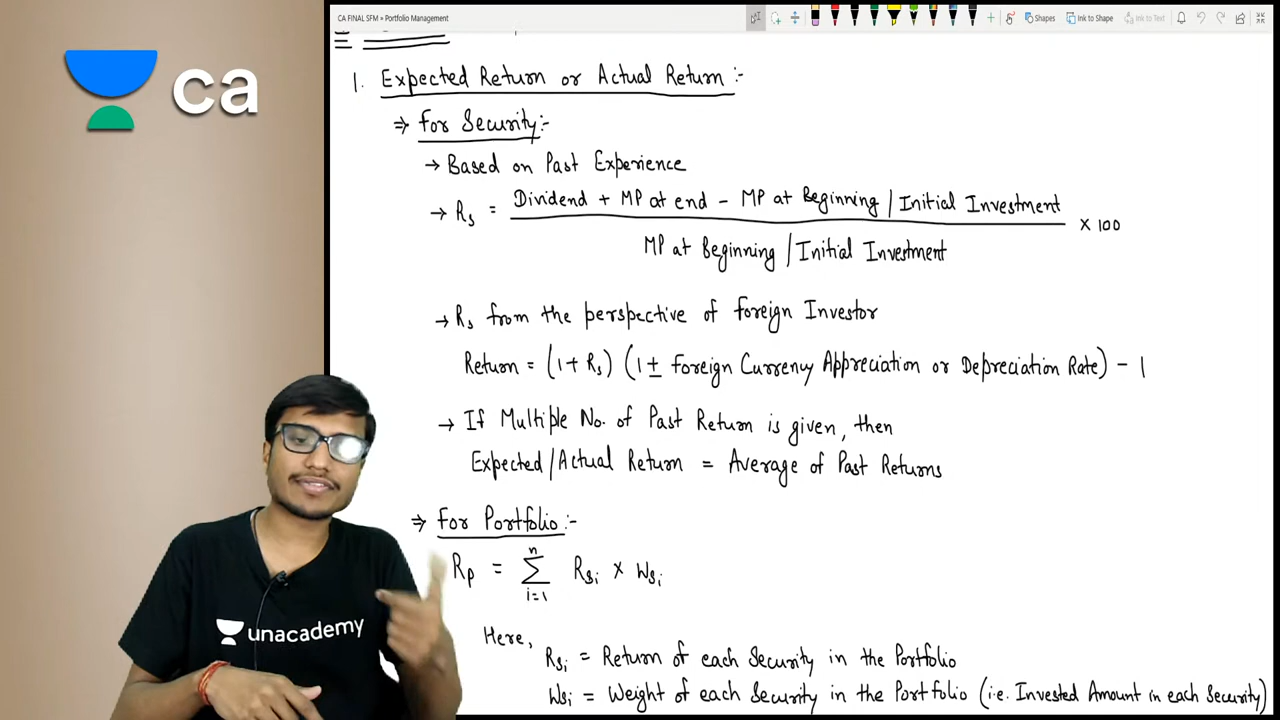 ca
CA FINAL SFM » Portfolio Management
Shapes
Ink to Shape
Ink to Text
1. Expected Return or Actual Return :-
⇒ For Security :-
→ Based on Past Experience
→ Rs = Dividend + MP at end - MP at Beginning / Initial Investment
MP at Beginning / Initial Investment
× 100
→ Rs from the perspective of Foreign Investor
Return = (1 + Rs) (1 ± Foreign Currency Appreciation or Depreciation Rate) - 1
→ If Multiple No. of Past Return is given, then
Expected / Actual Return = Average of Past Returns
⇒ For Portfolio :-
Rp = n ∑ i=1 Rsi × Wsi
Here,
Rsi = Return of each Security in the Portfolio
Wsi = Weight of each Security in the Portfolio (i.e. Invested Amount in each Security)
unacademy